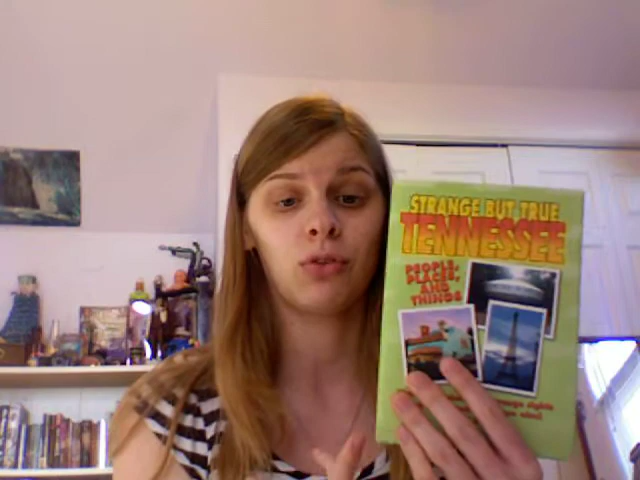 STRANGE BUT TRUE
TENNESSEE
PEOPLE,
PLACES,
AND
THINGS